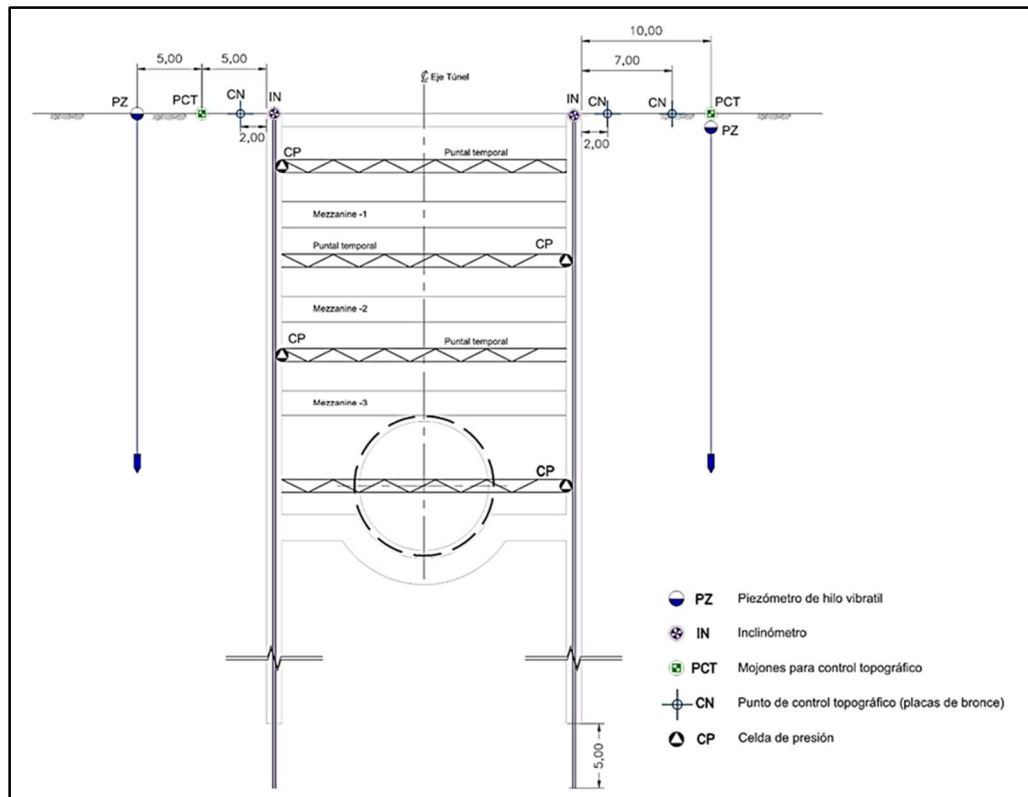 10,00
5,00
5,00
7,00
Eje Túnel
PZ
PCT
CN
IN
IN
CN
CN
PCT
PZ
2,00
2,00
CP
Puntal temporal
Mezzanine -1
Puntal temporal
CP
Mezzanine -2
CP
Puntal temporal
Mezzanine -3
CP
PZ Piezómetro de hilo vibratil
IN Inclinómetro
PCT Mojones para control topográfico
CN Punto de control topográfico (placas de bronce)
CP Celda de presión
5,00